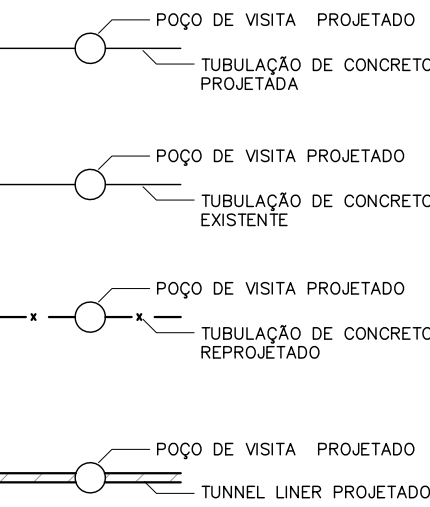 POÇO DE VISITA PROJETADO
TUBULAÇÃO DE CONCRETO
PROJETADA
POÇO DE VISITA PROJETADO
TUBULAÇÃO DE CONCRETO
EXISTENTE
POÇO DE VISITA PROJETADO
x x
TUBULAÇÃO DE CONCRETO
REPROJETADO
POÇO DE VISITA PROJETADO
TUNNEL LINER PROJETADO